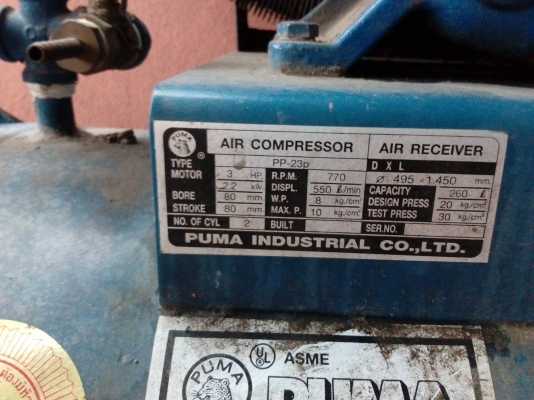 PUMA
®
AIR COMPRESSOR
AIR RECEIVER
TYPE PP-23p
MOTOR 3 HP
2.2 kW
BORE 80 mm
STROKE 80 mm
NO. OF CYL 2
R.P.M. 770
DISPL. 550 ℓ/min
W.P. 8 kg/cm²
MAX. P. 10 kg/cm²
BUILT
D X L
Ø 495 x 1.450 mm
CAPACITY 260 ℓ
DESIGN PRESS 20 kg/cm²
TEST PRESS 30 kg/cm²
SER.NO.
PUMA INDUSTRIAL CO.,LTD.
UL ASME
PUMA
PUMA